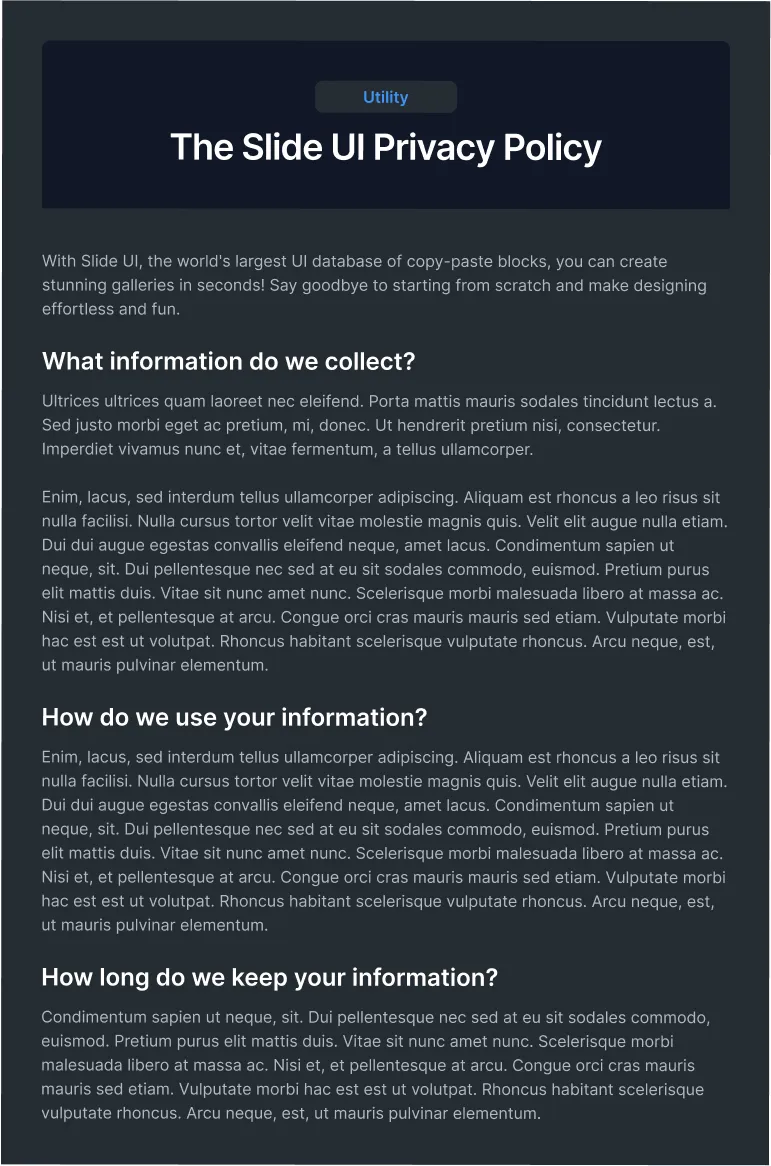 Utility
The Slide UI Privacy Policy
With Slide UI, the world's largest UI database of copy-paste blocks, you can create
stunning galleries in seconds! Say goodbye to starting from scratch and make designing
effortless and fun.
What information do we collect?
Ultrices ultrices quam laoreet nec eleifend. Porta mattis mauris sodales tincidunt lectus a.
Sed justo morbi eget ac pretium, mi, donec. Ut hendrerit pretium nisi, consectetur.
Imperdiet vivamus nunc et, vitae fermentum, a tellus ullamcorper.
Enim, lacus, sed interdum tellus ullamcorper adipiscing. Aliquam est rhoncus a leo risus sit
nulla facilisi. Nulla cursus tortor velit vitae molestie magnis quis. Velit elit augue nulla etiam.
Dui dui augue egestas convallis eleifend neque, amet lacus. Condimentum sapien ut
neque, sit. Dui pellentesque nec sed at eu sit sodales commodo, euismod. Pretium purus
elit mattis duis. Vitae sit nunc amet nunc. Scelerisque morbi malesuada libero at massa ac.
Nisi et, et pellentesque at arcu. Congue orci cras mauris mauris sed etiam. Vulputate morbi
hac est est ut volutpat. Rhoncus habitant scelerisque vulputate rhoncus. Arcu neque, est,
ut mauris pulvinar elementum.
How do we use your information?
Enim, lacus, sed interdum tellus ullamcorper adipiscing. Aliquam est rhoncus a leo risus sit
nulla facilisi. Nulla cursus tortor velit vitae molestie magnis quis. Velit elit augue nulla etiam.
Dui dui augue egestas convallis eleifend neque, amet lacus. Condimentum sapien ut
neque, sit. Dui pellentesque nec sed at eu sit sodales commodo, euismod. Pretium purus
elit mattis duis. Vitae sit nunc amet nunc. Scelerisque morbi malesuada libero at massa ac.
Nisi et, et pellentesque at arcu. Congue orci cras mauris mauris sed etiam. Vulputate morbi
hac est est ut volutpat. Rhoncus habitant scelerisque vulputate rhoncus. Arcu neque, est,
ut mauris pulvinar elementum.
How long do we keep your information?
Condimentum sapien ut neque, sit. Dui pellentesque nec sed at eu sit sodales commodo,
euismod. Pretium purus elit mattis duis. Vitae sit nunc amet nunc. Scelerisque morbi
malesuada libero at massa ac. Nisi et, et pellentesque at arcu. Congue orci cras mauris
mauris sed etiam. Vulputate morbi hac est est ut volutpat. Rhoncus habitant scelerisque
vulputate rhoncus. Arcu neque, est, ut mauris pulvinar elementum.